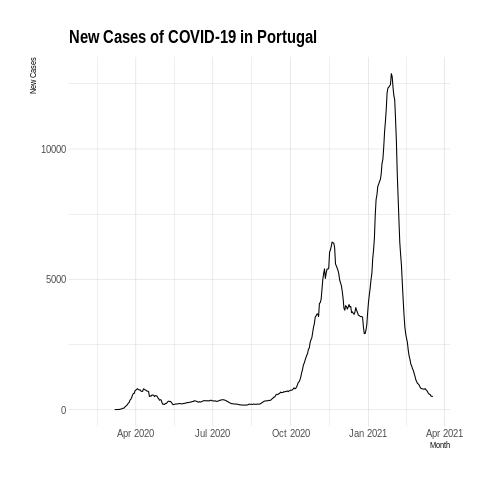 New Cases of COVID-19 in Portugal
New Cases
10000
5000
0
Apr 2020 Jul 2020 Oct 2020 Jan 2021 Apr 2021
Month